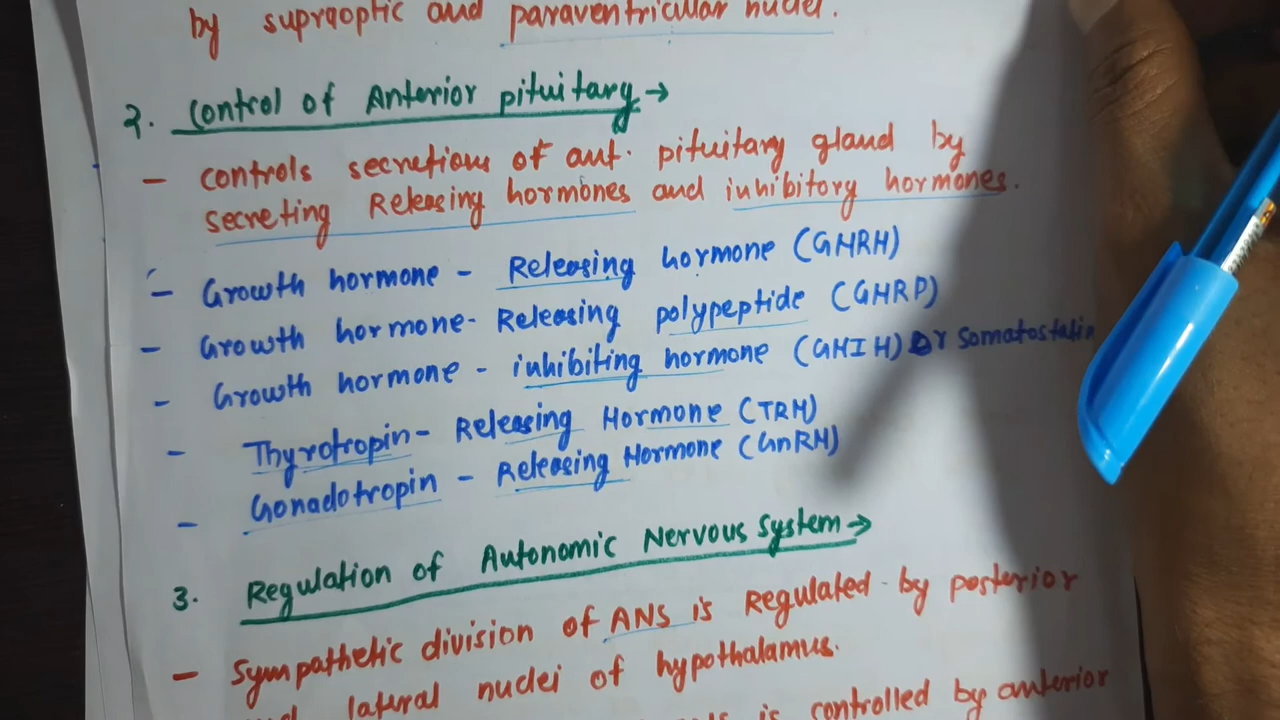 by supraoptic and paraventricular nuclei.
2. Control of Anterior pituitary →
- controls secretions of ant. pituitary gland by
secreting Releasing hormones and inhibitory hormones.
- Growth hormone - Releasing hormone (GHRH)
- Growth hormone - Releasing polypeptide (GHRP)
- Growth hormone - inhibiting hormone (GHIH) Or Somatostatin
- Thyrotropin - Releasing Hormone (TRH)
- Gonadotropin - Releasing Hormone (GnRH)
3. Regulation of Autonomic Nervous System →
- Sympathetic division of ANS is Regulated by posterior
and lateral nuclei of hypothalamus.
is controlled by anterior